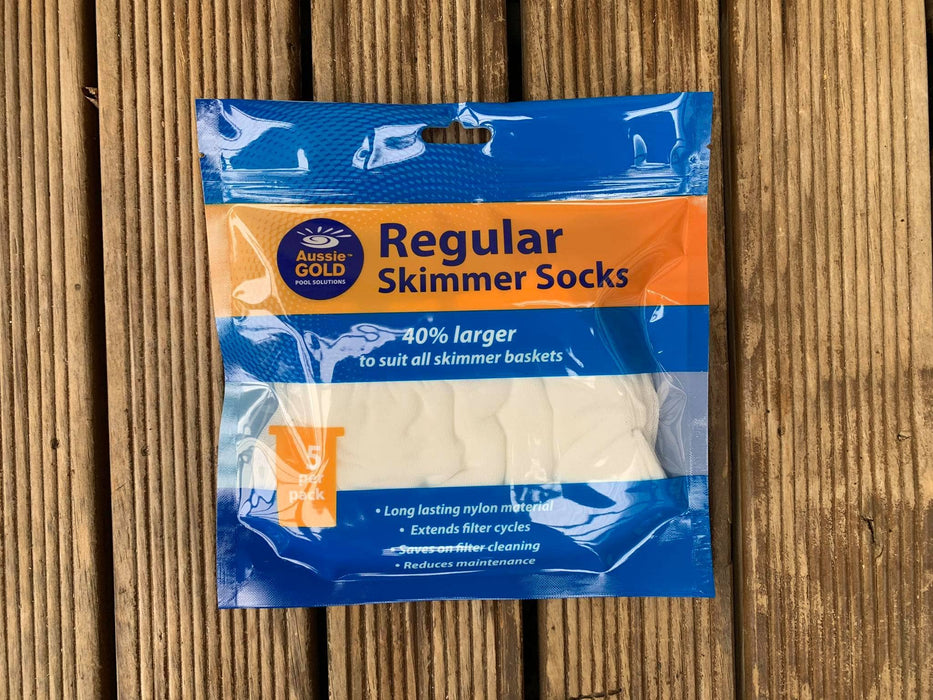 Aussie™
GOLD
POOL SOLUTIONS
Regular
Skimmer Socks
40% larger
to suit all skimmer baskets
5
per
pack
• Long lasting nylon material
• Extends filter cycles
• Saves on filter cleaning
• Reduces maintenance